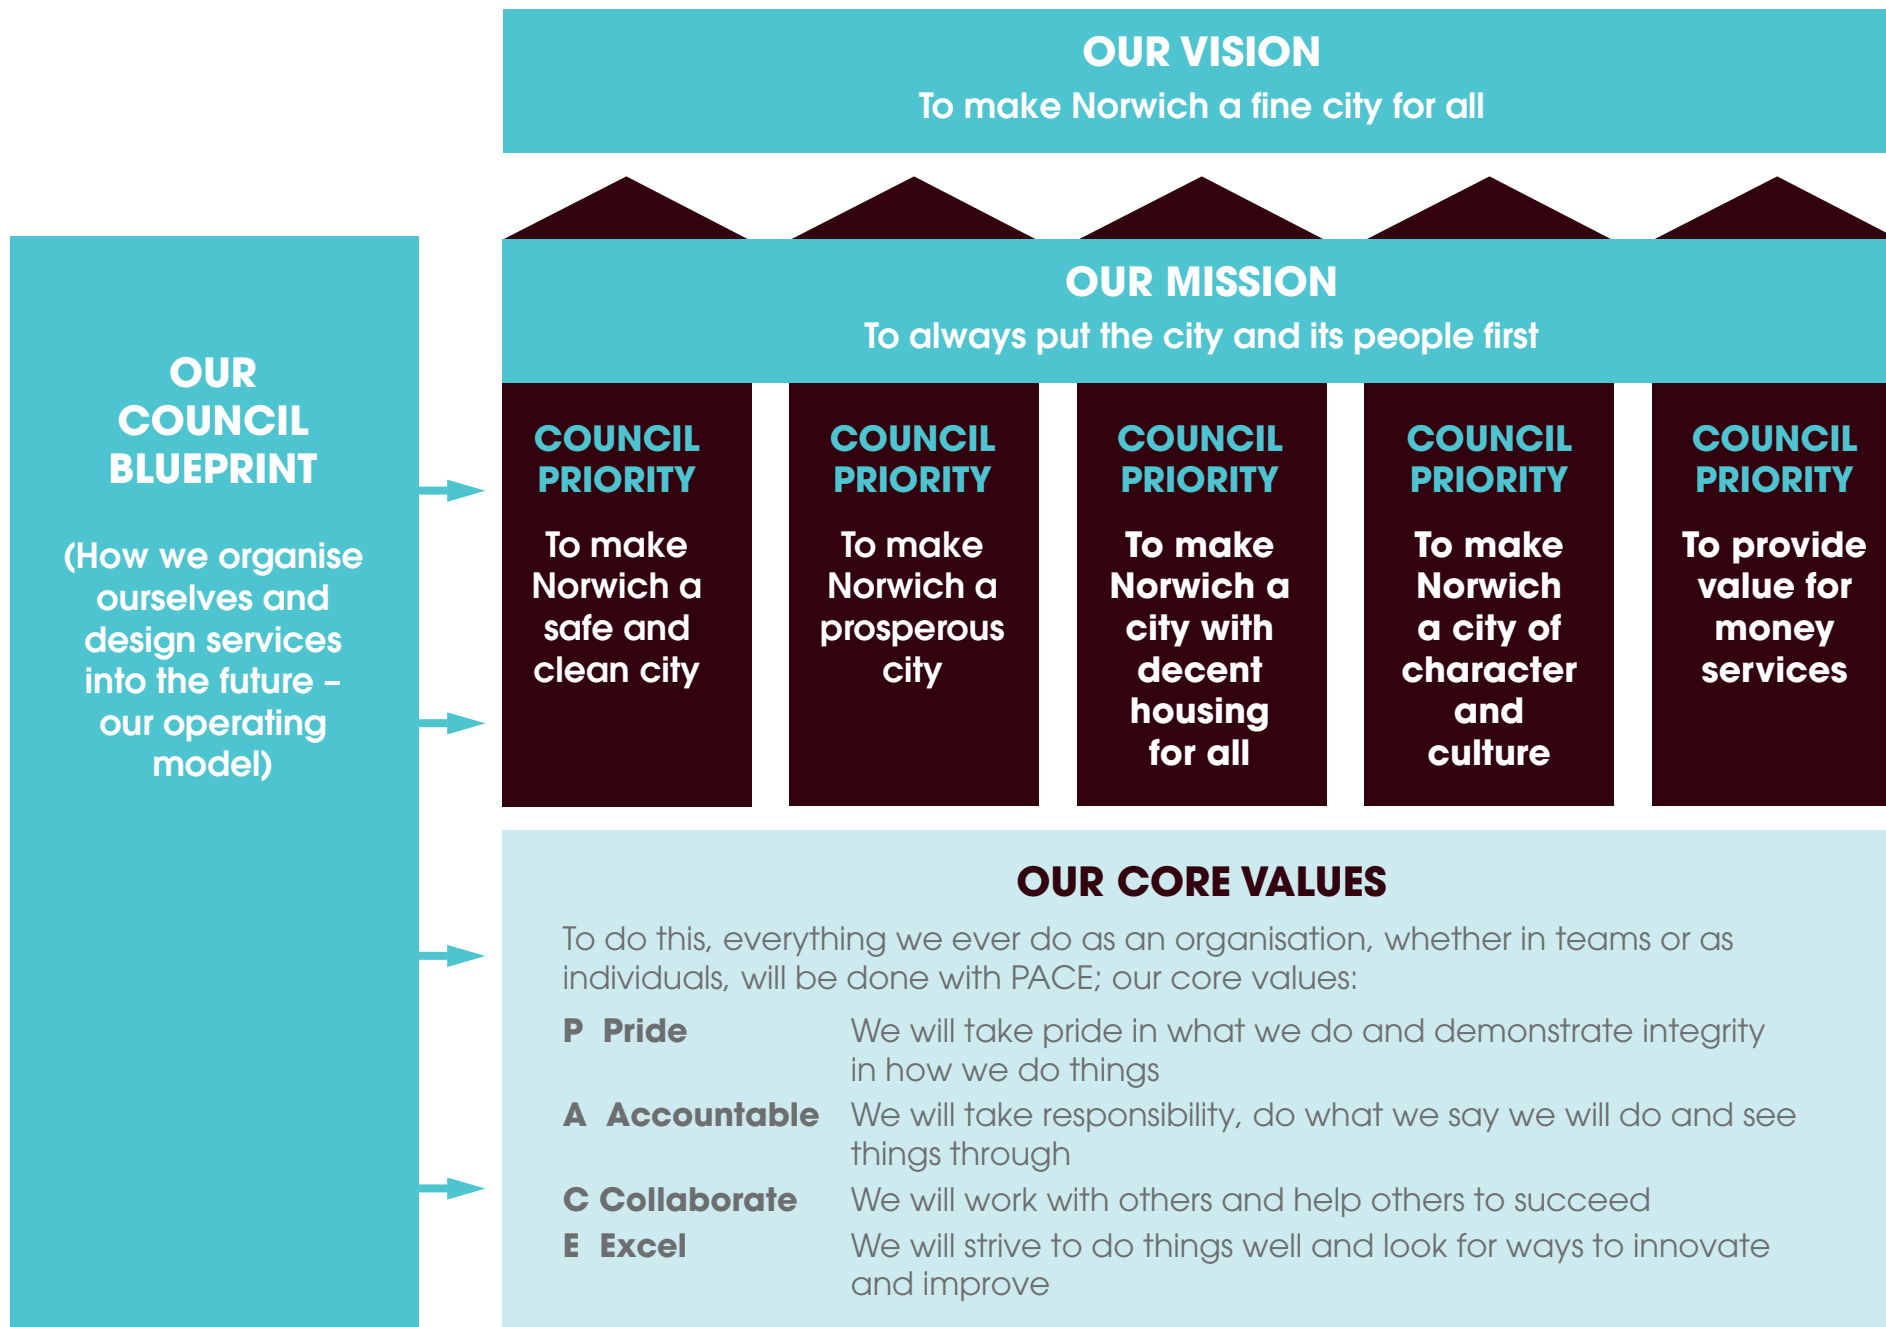 OUR VISION
To make Norwich a fine city for all
OUR MISSION
To always put the city and its people first
OUR
COUNCIL
BLUEPRINT
(How we organise
ourselves and
design services
into the future –
our operating
model)
COUNCIL
PRIORITY
To make
Norwich a
safe and
clean city
COUNCIL
PRIORITY
To make
Norwich a
prosperous
city
COUNCIL
PRIORITY
To make
Norwich a
city with
decent
housing
for all
COUNCIL
PRIORITY
To make
Norwich
a city of
character
and
culture
COUNCIL
PRIORITY
To provide
value for
money
services
OUR CORE VALUES
To do this, everything we ever do as an organisation, whether in teams or as
individuals, will be done with PACE; our core values:
P Pride We will take pride in what we do and demonstrate integrity
in how we do things
A Accountable We will take responsibility, do what we say we will do and see
things through
C Collaborate We will work with others and help others to succeed
E Excel We will strive to do things well and look for ways to innovate
and improve